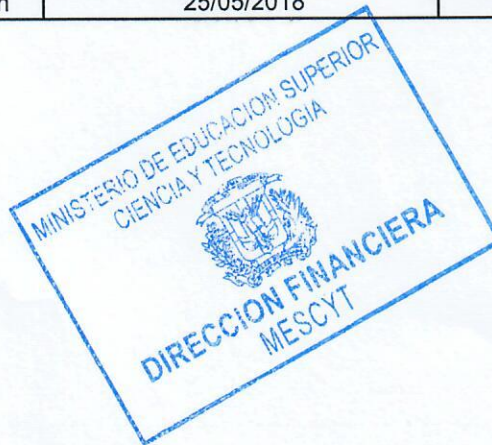 25/05/2018
MINISTERIO DE EDUCACION SUPERIOR
CIENCIA Y TECNOLOGIA
DIRECCION FINANCIERA
MESCYT